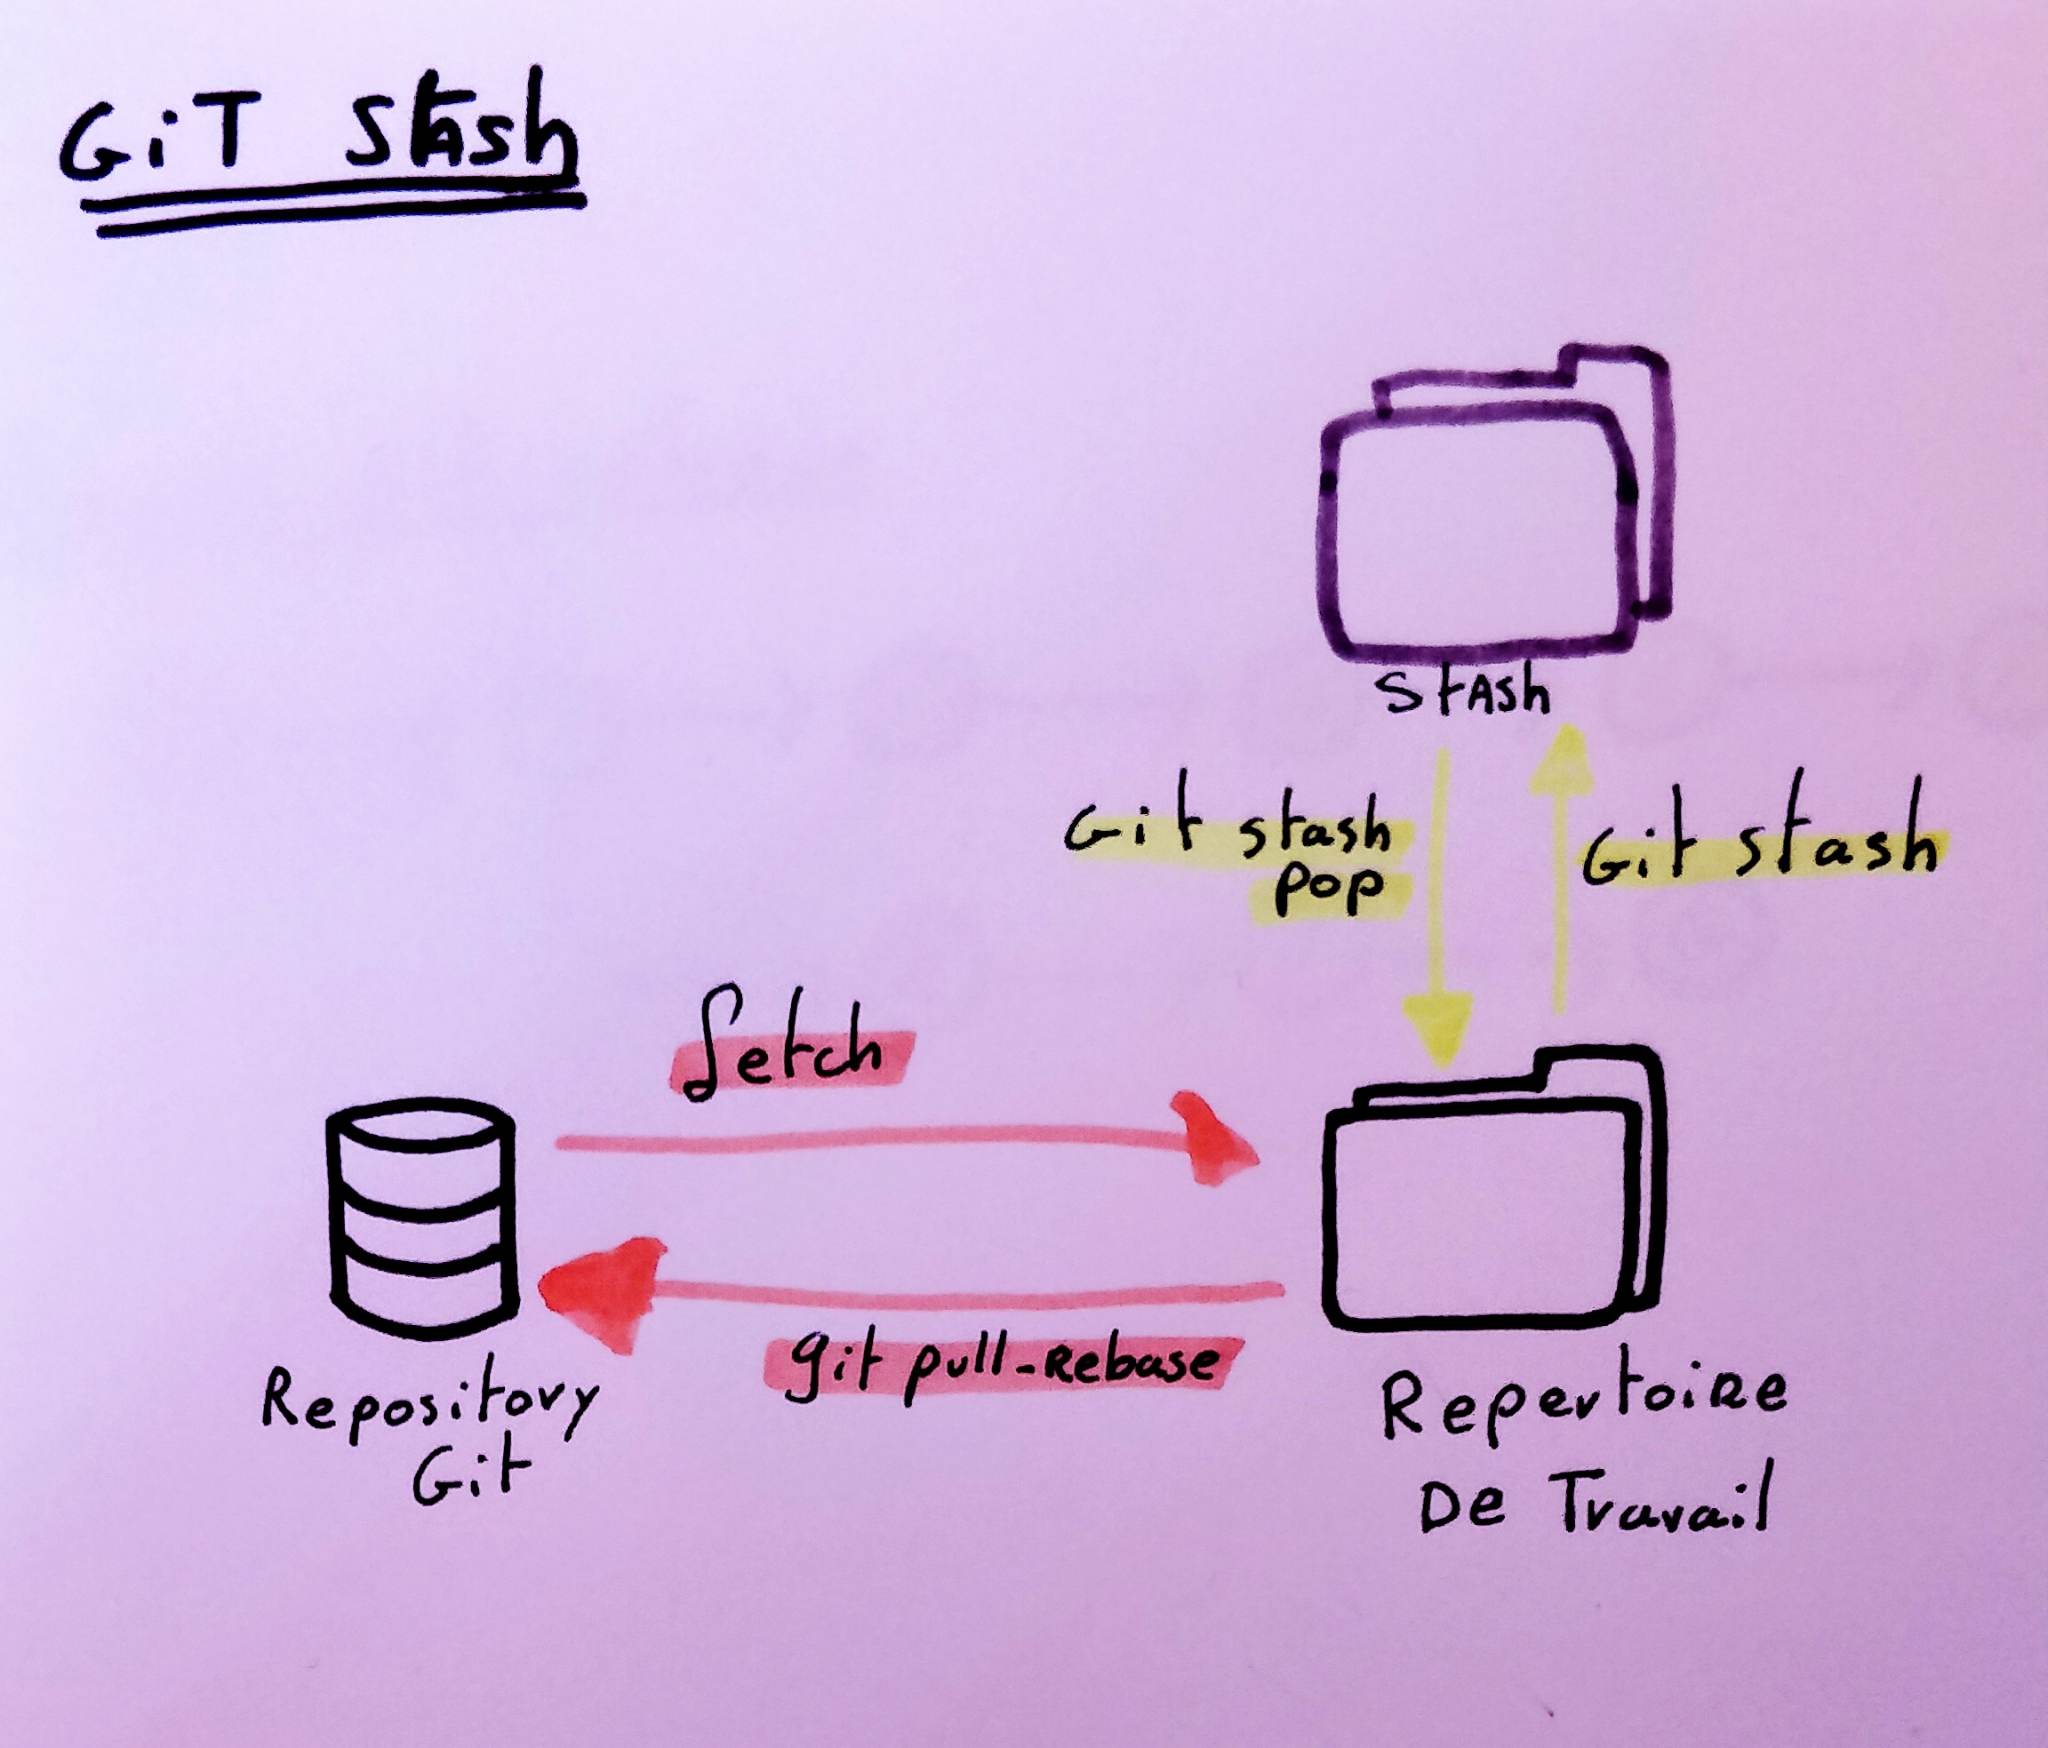 GiT Stash
Stash
Git stash
pop
Git stash
fetch
git pull-Rebase
Repository
Git
Repertoire
De Travail